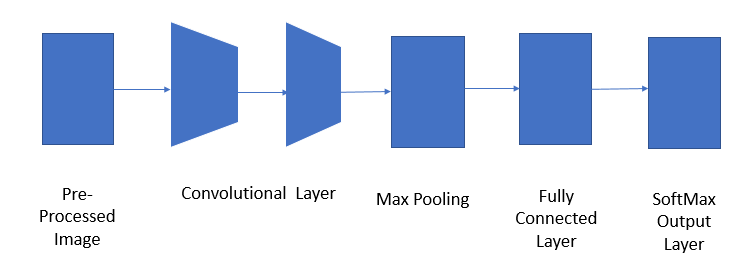 Pre-
Processed
Image
Convolutional Layer
Max Pooling
Fully
Connected
Layer
SoftMax
Output
Layer